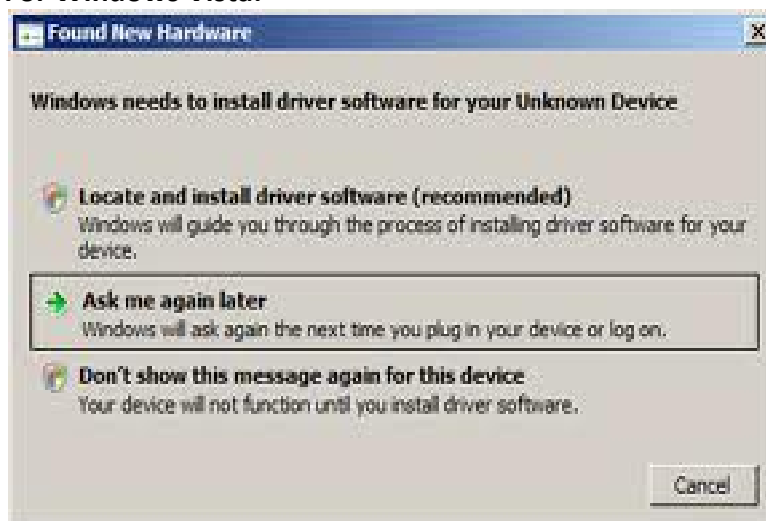 For Windows Vista:
Found New Hardware
Windows needs to install driver software for your Unknown Device
Locate and install driver software (recommended)
Windows will guide you through the process of installing driver software for your
device.
Ask me again later
Windows will ask again the next time you plug in your device or log on.
Don't show this message again for this device
Your device will not function until you install driver software.
Cancel